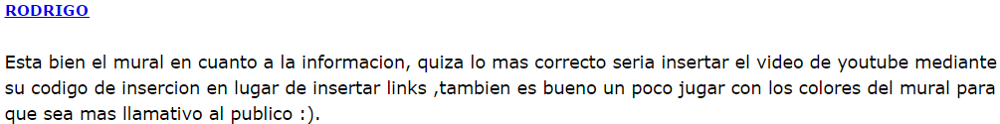 RODRIGO
Esta bien el mural en cuanto a la informacion, quiza lo mas correcto seria insertar el video de youtube mediante
su codigo de insercion en lugar de insertar links ,tambien es bueno un poco jugar con los colores del mural para
que sea mas llamativo al publico :).